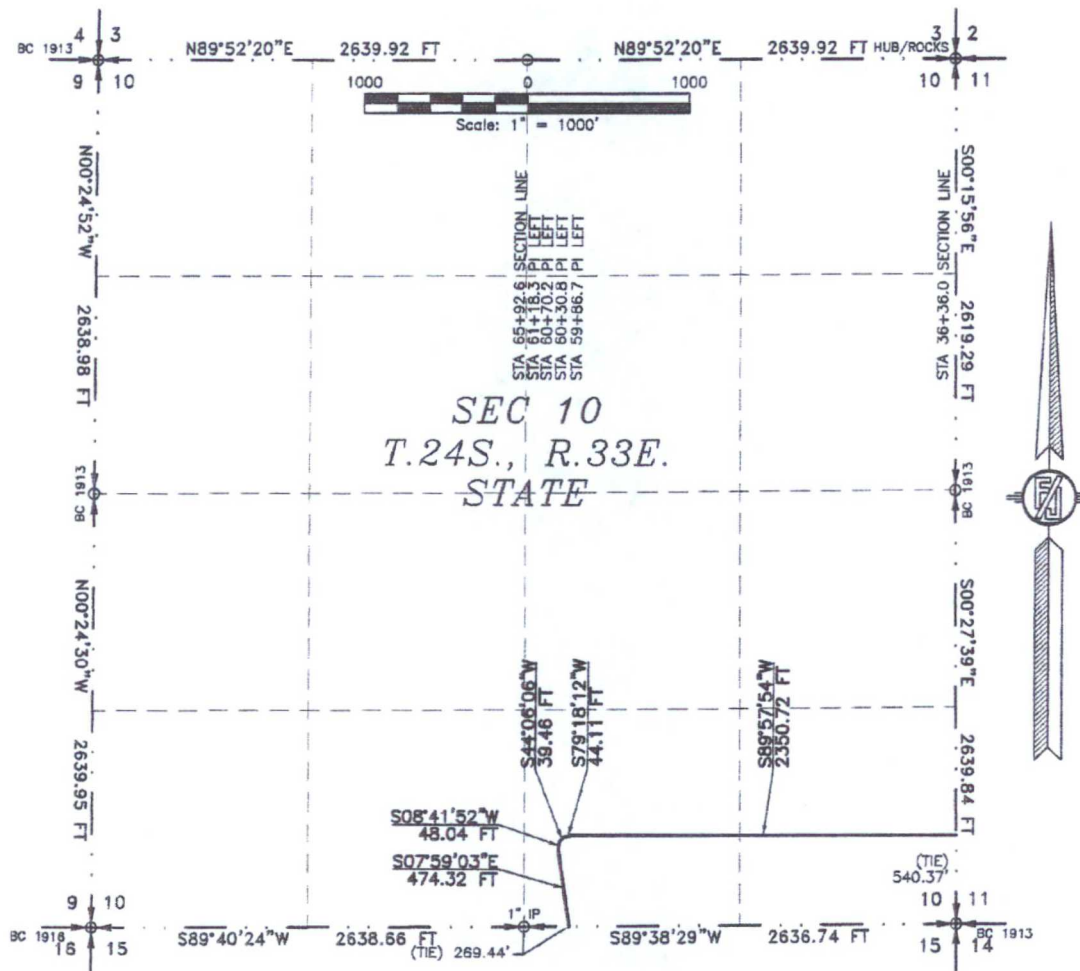 4 3
BC 1913
9 10
N89°52'20"E 2639.92 FT
N89°52'20"E 2639.92 FT
3 2
HUB/ROCKS
10 11
1000 0 1000
Scale: 1" = 1000'
N00°24'52"W 2638.98 FT
STA 65+92.6 SECTION LINE
STA 61+18.3 PI LEFT
STA 60+70.2 PI LEFT
STA 60+30.8 PI LEFT
STA 59+86.7 PI LEFT
STA 36+36.0 SECTION LINE
S00°15'56"E 2619.29 FT
SEC 10
T.24S., R.33E.
STATE
BC 1913
BC 1913
N00°24'30"W 2639.95 FT
S00°27'39"E 2639.84 FT
S44°06'06"W
39.46 FT
S79°18'12"W
44.11 FT
S89°57'54"W
2350.72 FT
S08°41'52"W
48.04 FT
S07°59'03"E
474.32 FT
(TIE)
540.37'
9 10
BC 1916
16 15
S89°40'24"W 2638.66 FT
1" IP
(TIE) 269.44'
S89°38'29"W 2636.74 FT
10 11
BC 1913
15 14